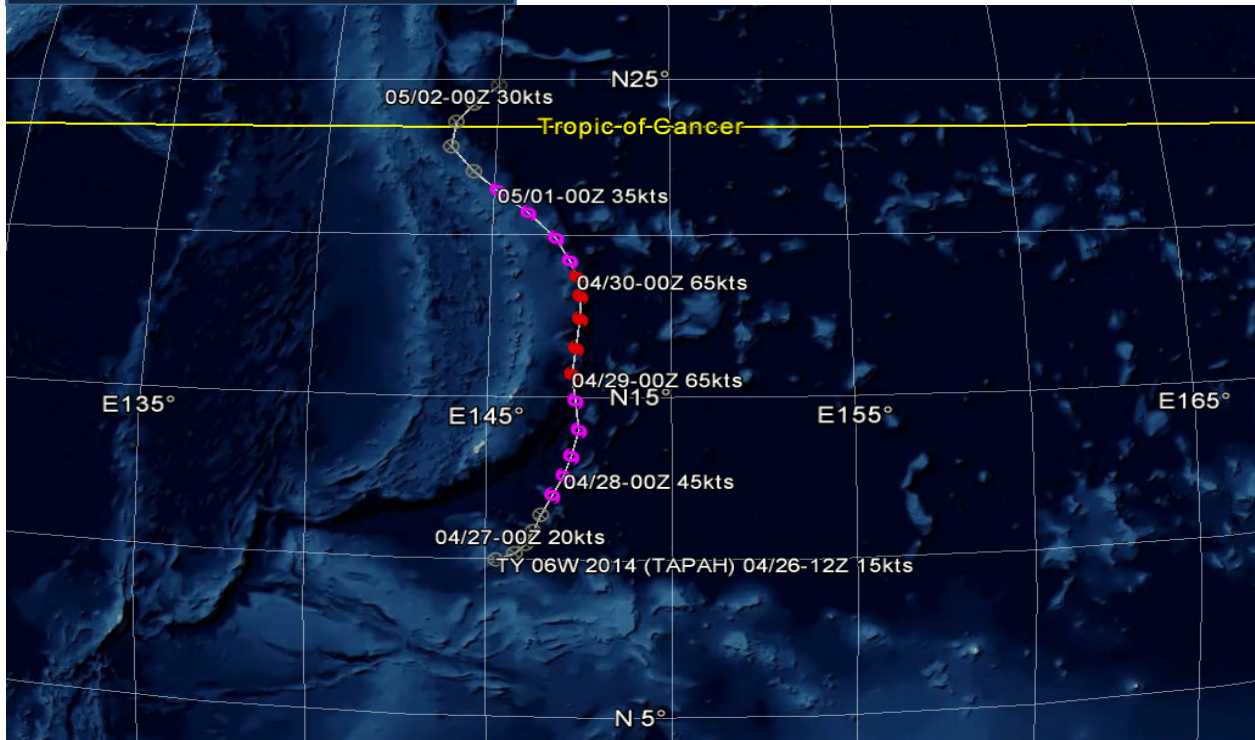 N25°
05/02-00Z 30kts
Tropic of Cancer
05/01-00Z 35kts
04/30-00Z 65kts
04/29-00Z 65kts
N15°
E135°
E145°
E155°
E165°
04/28-00Z 45kts
04/27-00Z 20kts
TY 06W 2014 (TAPAH) 04/26-12Z 15kts
N 5°